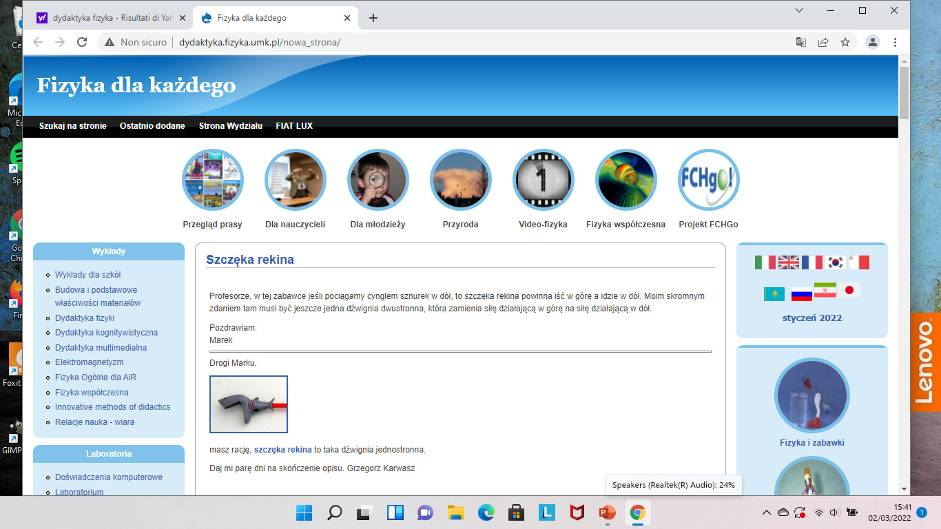 dydaktyka fizyka - Risultati di Yah
Fizyka dla każdego
Non sicuro
dydaktyka.fizyka.umk.pl/nowa_strona/
Fizyka dla każdego
Szukaj na stronie
Ostatnio dodane
Strona Wydziału
FIAT LUX
1
FCHgo!
Przegląd prasy
Dla nauczycieli
Dla młodzieży
Przyroda
Video-fizyka
Fizyka współczesna
Projekt FCHGo
Wykłady
Wykłady dla szkół
Budowa i podstawowe
właściwości materiałów
Dydaktyka fizyki
Dydaktyka kognitywistyczna
Dydaktyka multimedialna
Elektromagnetyzm
Fizyka Ogólna dla AiR
Fizyka współczesna
Innovative methods of didactics
Relacje nauka - wiara
Laboratoria
Doświadczenia komputerowe
Laboratorium
Szczęka rekina
Profesorze, w tej zabawce jeśli pociągamy cynglem sznurek w dół, to szczęka rekina powinna iść w górę a idzie w dół. Moim skromnym
zdaniem tam musi być jeszcze jedna dźwignia dwustronna, która zamienia siłę działającą w górę na siłę działającą w dół.
Pozdrawiam.
Marek
Drogi Marku,
masz rację, szczęka rekina to taka dźwignia jednostronna.
Daj mi parę dni na skończenie opisu. Grzegorz Karwasz
styczeń 2022
Fizyka i zabawki
Speakers (Realtek(R) Audio): 24%
Lenovo
Foxit
GIMP
15:41
02/03/2022
1